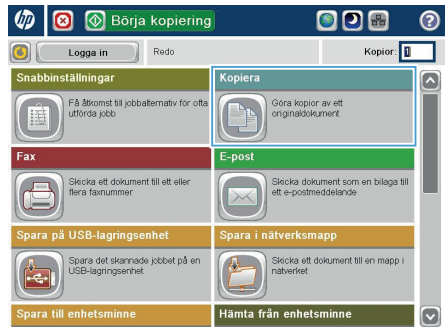 hp
Börja kopiering
?
Logga in
Redo
Kopior: 1
Snabbinställningar
Få åtkomst till jobbalternativ för ofta
utförda jobb
Kopiera
Göra kopior av ett
originaldokument
Fax
Skicka ett dokument till ett eller
flera faxnummer
E-post
Skicka dokument som en bilaga till
ett e-postmeddelande
Spara på USB-lagringsenhet
Spara det skannade jobbet på en
USB-lagringsenhet
Spara i nätverksmapp
Skicka ett dokument till en mapp i
nätverket
Spara till enhetsminne
Hämta från enhetsminne